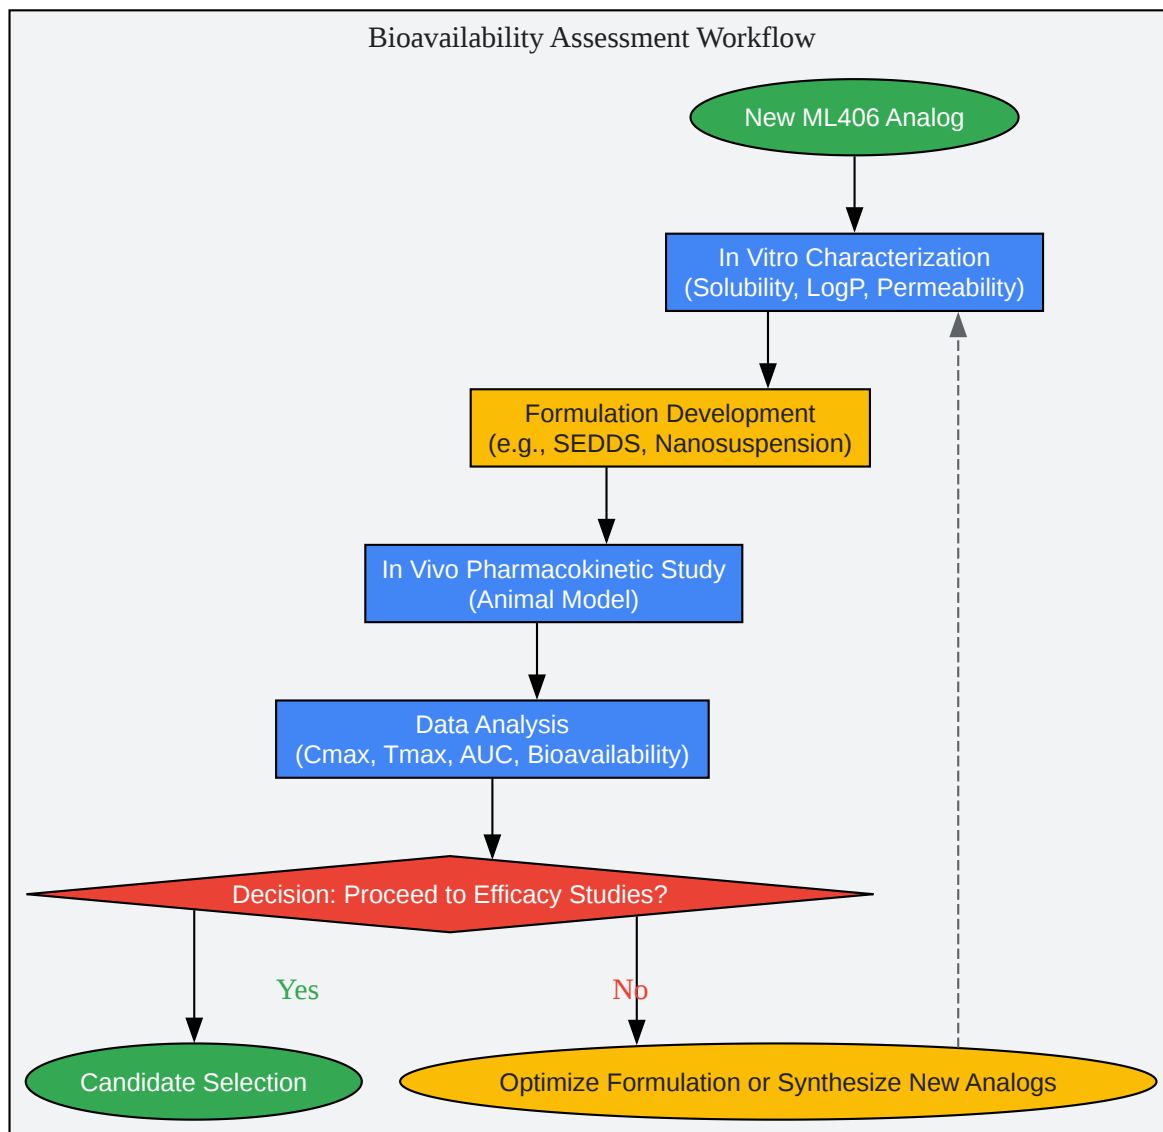 Bioavailability Assessment Workflow
New ML406 Analog
In Vitro Characterization
(Solubility, LogP, Permeability)
Formulation Development
(e.g., SEDDS, Nanosuspension)
In Vivo Pharmacokinetic Study
(Animal Model)
Data Analysis
(Cmax, Tmax, AUC, Bioavailability)
Decision: Proceed to Efficacy Studies?
Yes
No
Candidate Selection
Optimize Formulation or Synthesize New Analogs